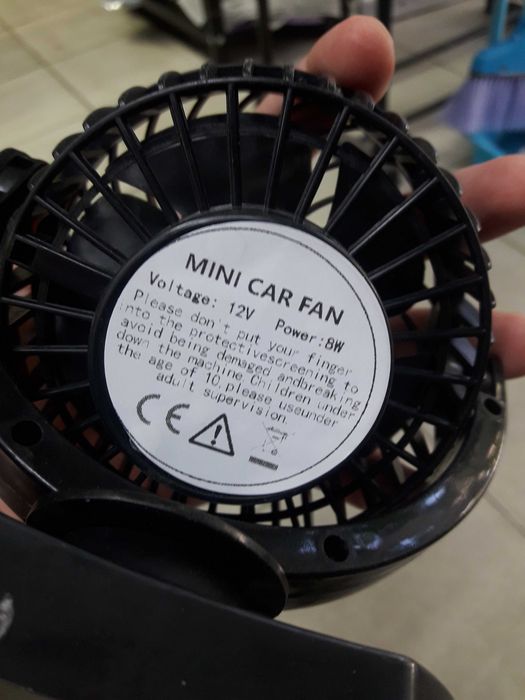 MINI CAR FAN
Voltage: 12V Power:8W
Please don't put your finger
into the protectivescreening to
avoid being demaged andbreaking
down the machine.Children under
the age of 10,please useunder
adult supervision.
CE